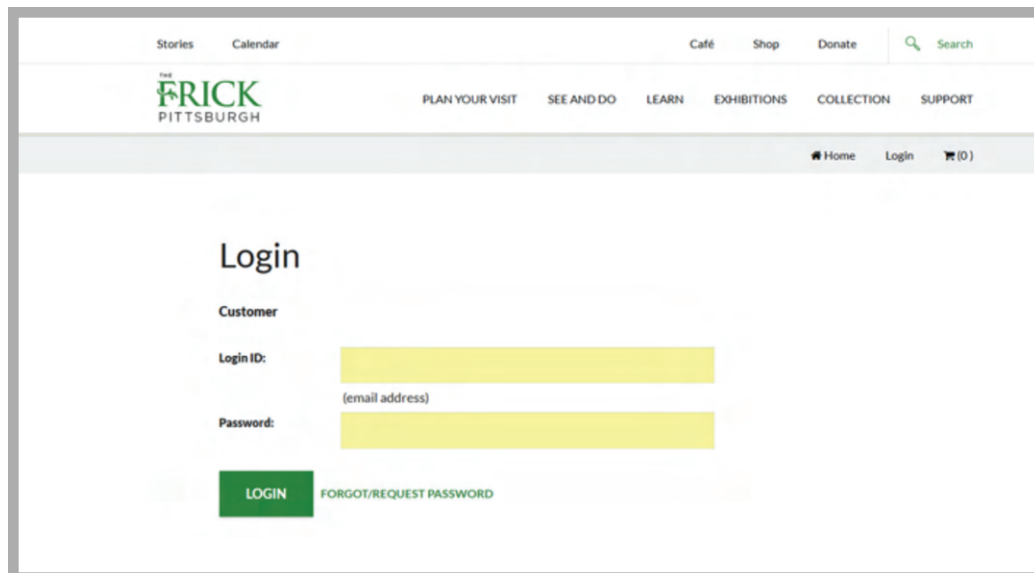 Stories Calendar Café Shop Donate Search
THE
FRICK
PITTSBURGH
PLAN YOUR VISIT SEE AND DO LEARN EXHIBITIONS COLLECTION SUPPORT
Home Login (0)
Login
Customer
Login ID:
(email address)
Password:
LOGIN FORGOT/REQUEST PASSWORD